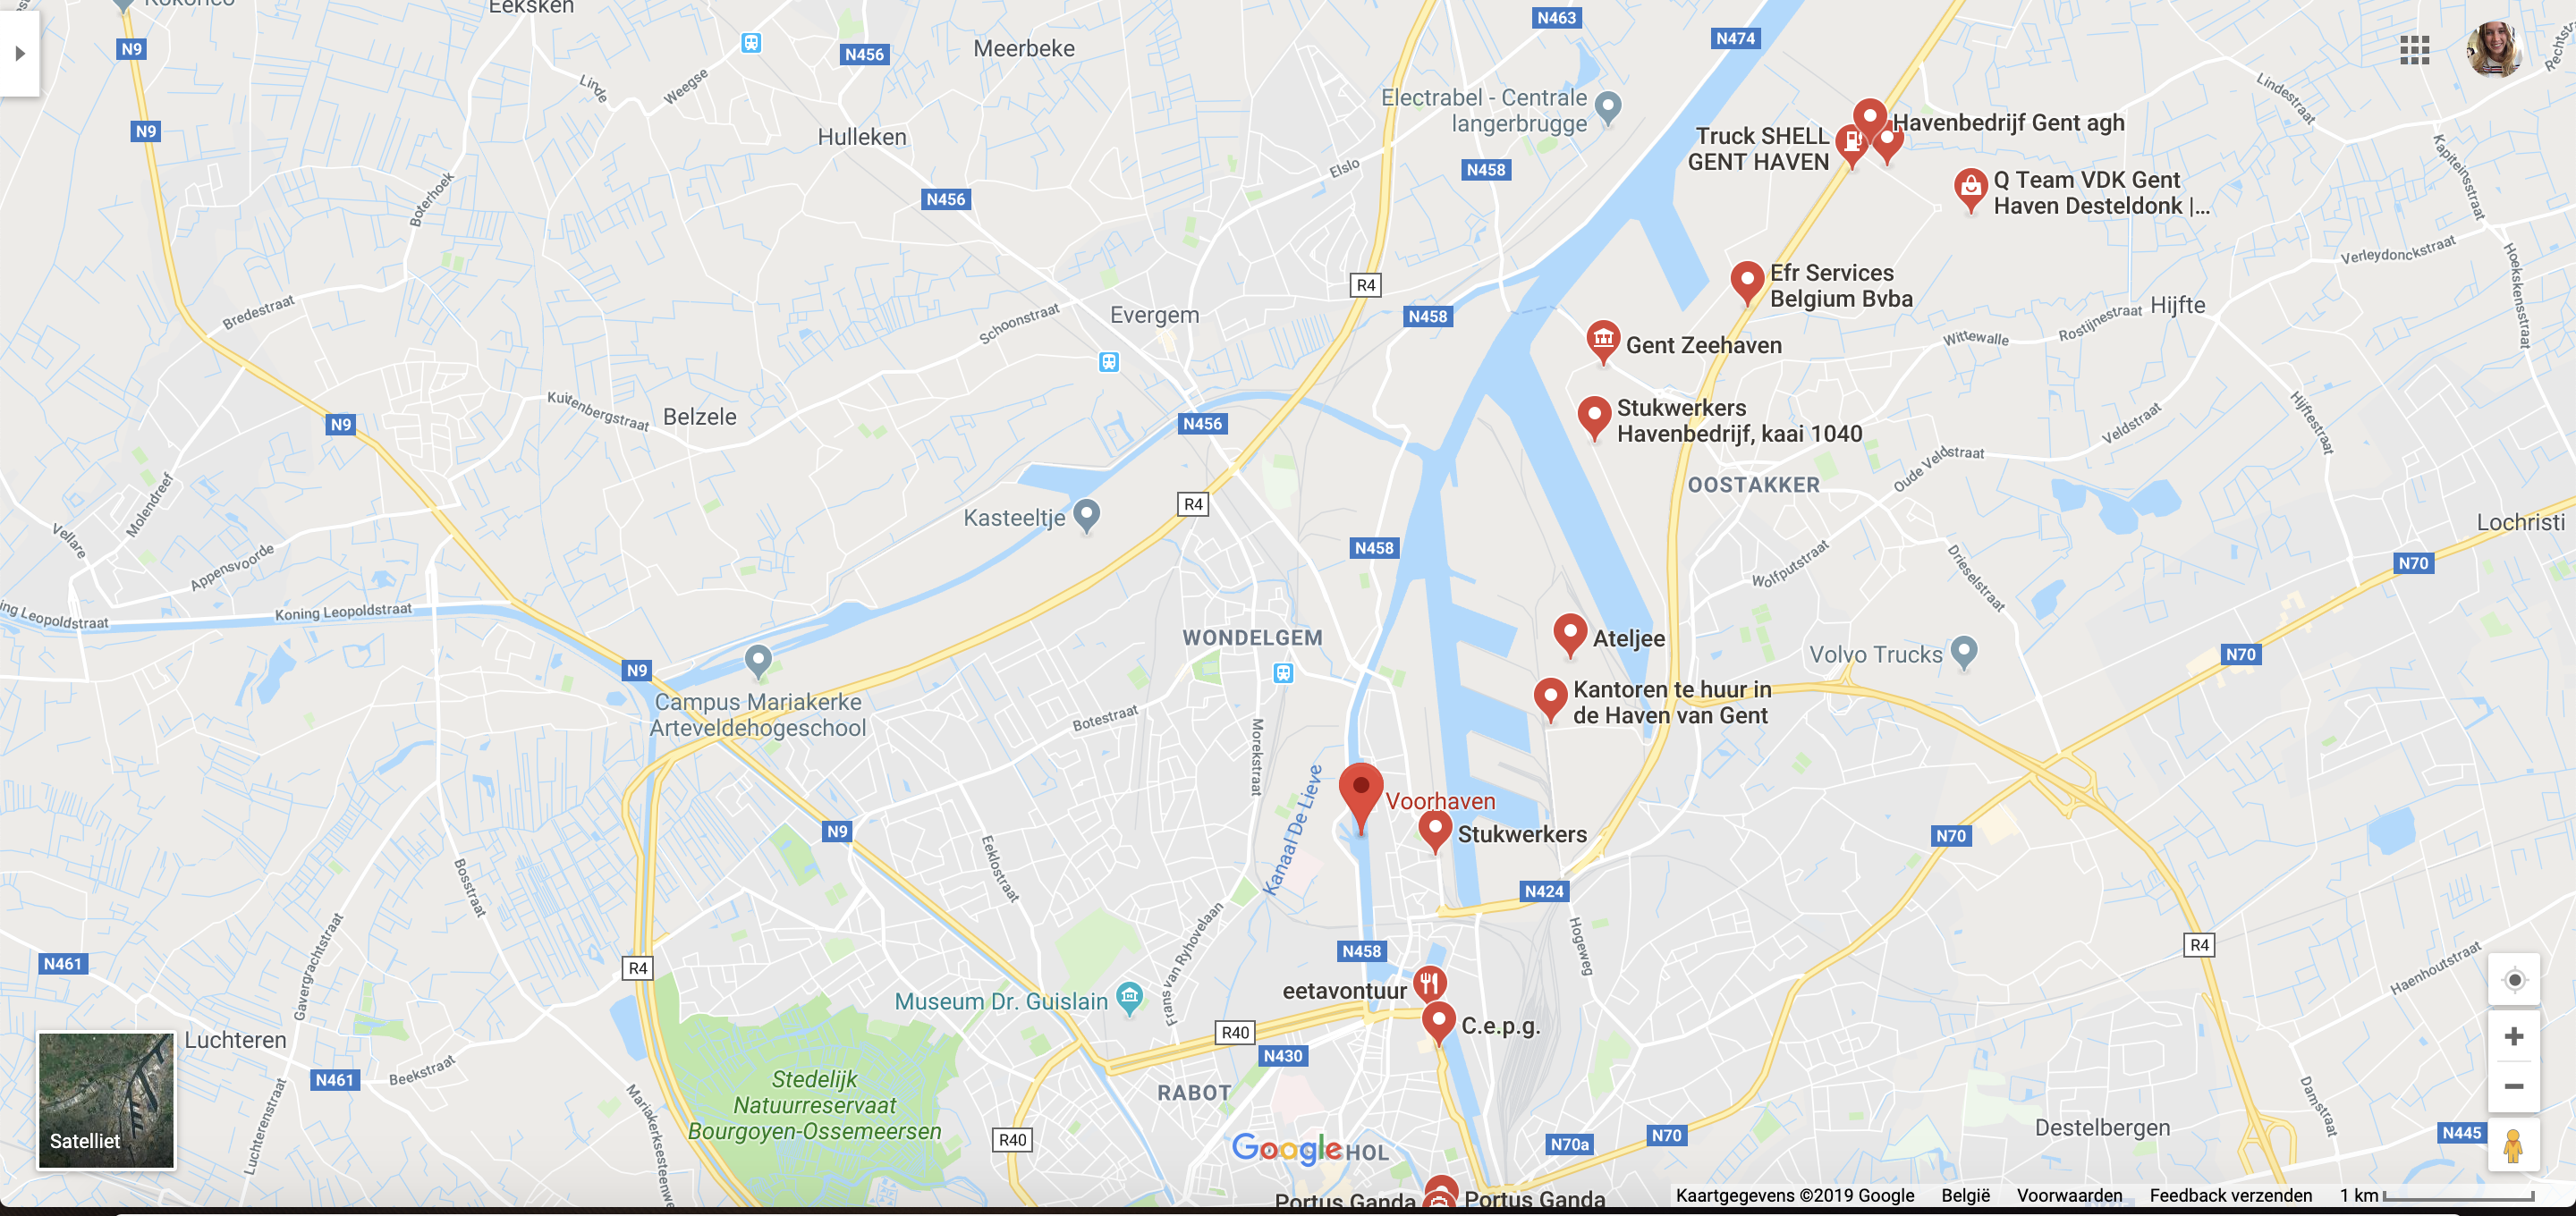 Eeksken
N463
N474
N9
N456
Meerbeke
Linde
Weegse
Lindestraat
Electrabel - Centrale
langerbrugge
Truck SHELL
GENT HAVEN
Havenbedrijf Gent agh
N9
Hulleken
Kapiteinsstraat
Elslo
N458
Q Team VDK Gent
Haven Desteldonk |...
Boterhoek
N456
Verleydonckstraat
Hoekskensstraat
Efr Services
Belgium Bvba
R4
Bredestraat
Schoonstraat
Evergem
N458
Hijfte
Rostijnestraat
Wittewalle
Gent Zeehaven
Kuitenbergstraat
Belzele
N9
N456
Stukwerkers
Havenbedrijf, kaai 1040
Veldstraat
Hijftestraat
Oude Veldstraat
OOSTAKKER
Molendreef
Kasteeltje
R4
Lochristi
Vellare
Appensvoorde
N458
Wolfputstraat
Drieselstraat
N70
ing Leopoldstraat
Koning Leopoldstraat
WONDELGEM
Ateljee
N9
Volvo Trucks
N70
Campus Mariakerke
Arteveldehogeschool
Kantoren te huur in
de Haven van Gent
Botestraat
Morekstraat
Kanaal De Lieve
Voorhaven
Stukwerkers
N9
N70
Eeklostraat
Bosstraat
N424
Hogeweg
N461
Gavergrachtstraat
R4
Frans van Ryhovelaan
N458
R4
Haenhoutstraat
eetavontuur
Museum Dr. Guislain
C.e.p.g.
Luchteren
R40
N430
N461
Beekstraat
Stedelijk
Natuurreservaat
Bourgoyen-Ossemeersen
RABOT
Luchterenstraat
Mariakerksesteenw
Damstraat
Satelliet
R40
Google
HOL
N70a
N70
Destelbergen
N445
Portus Ganda
Portus Ganda
Kaartgegevens ©2019 Google
België
Voorwaarden
Feedback verzenden
1 km